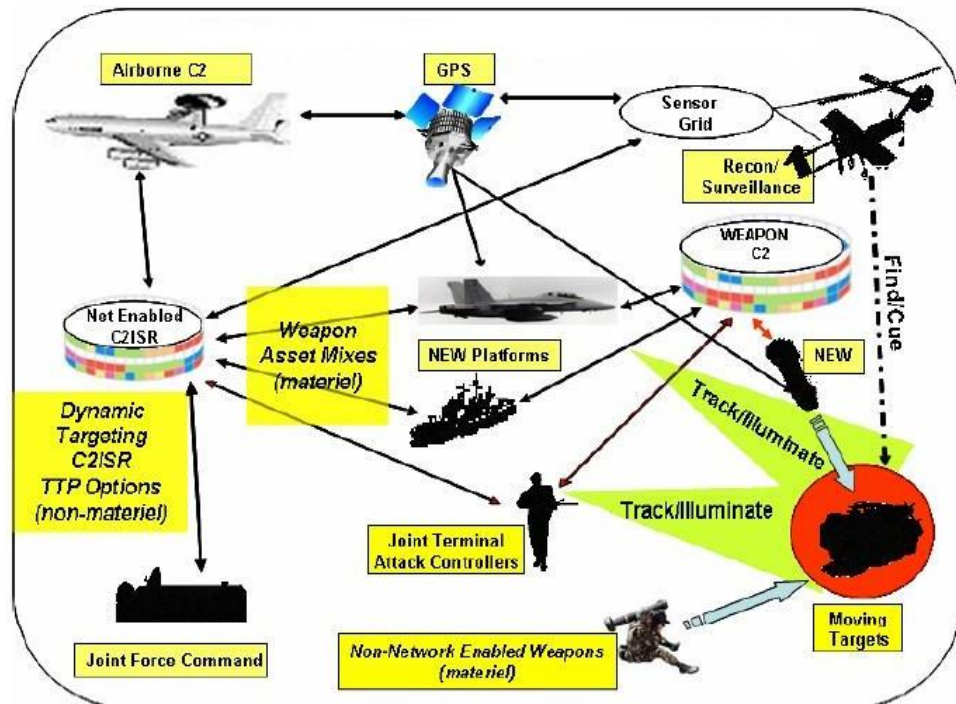 Airborne C2
GPS
Sensor
Grid
Recon/
Surveillance
WEAPON
C2
Find/Cue
Not Enabled
C2ISR
Weapon
Asset Mixes
(materiel)
NEW Platforms
NEW
Dynamic
Targeting
C2ISR
TTP Options
(non-materiel)
Track/Illuminate
Track/Illuminate
Joint Terminal
Attack Controllers
Joint Force Command
Non-Network Enabled Weapons
(materiel)
Moving
Targets